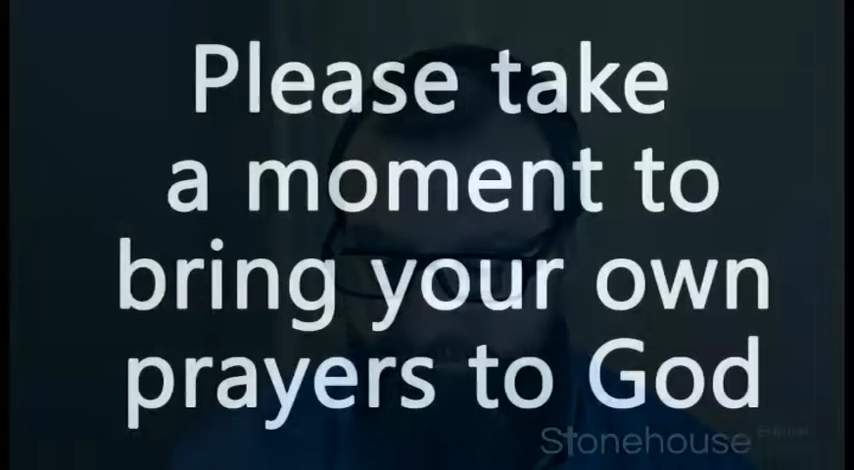 Please take
a moment to
bring your own
prayers to God
Stonehouse